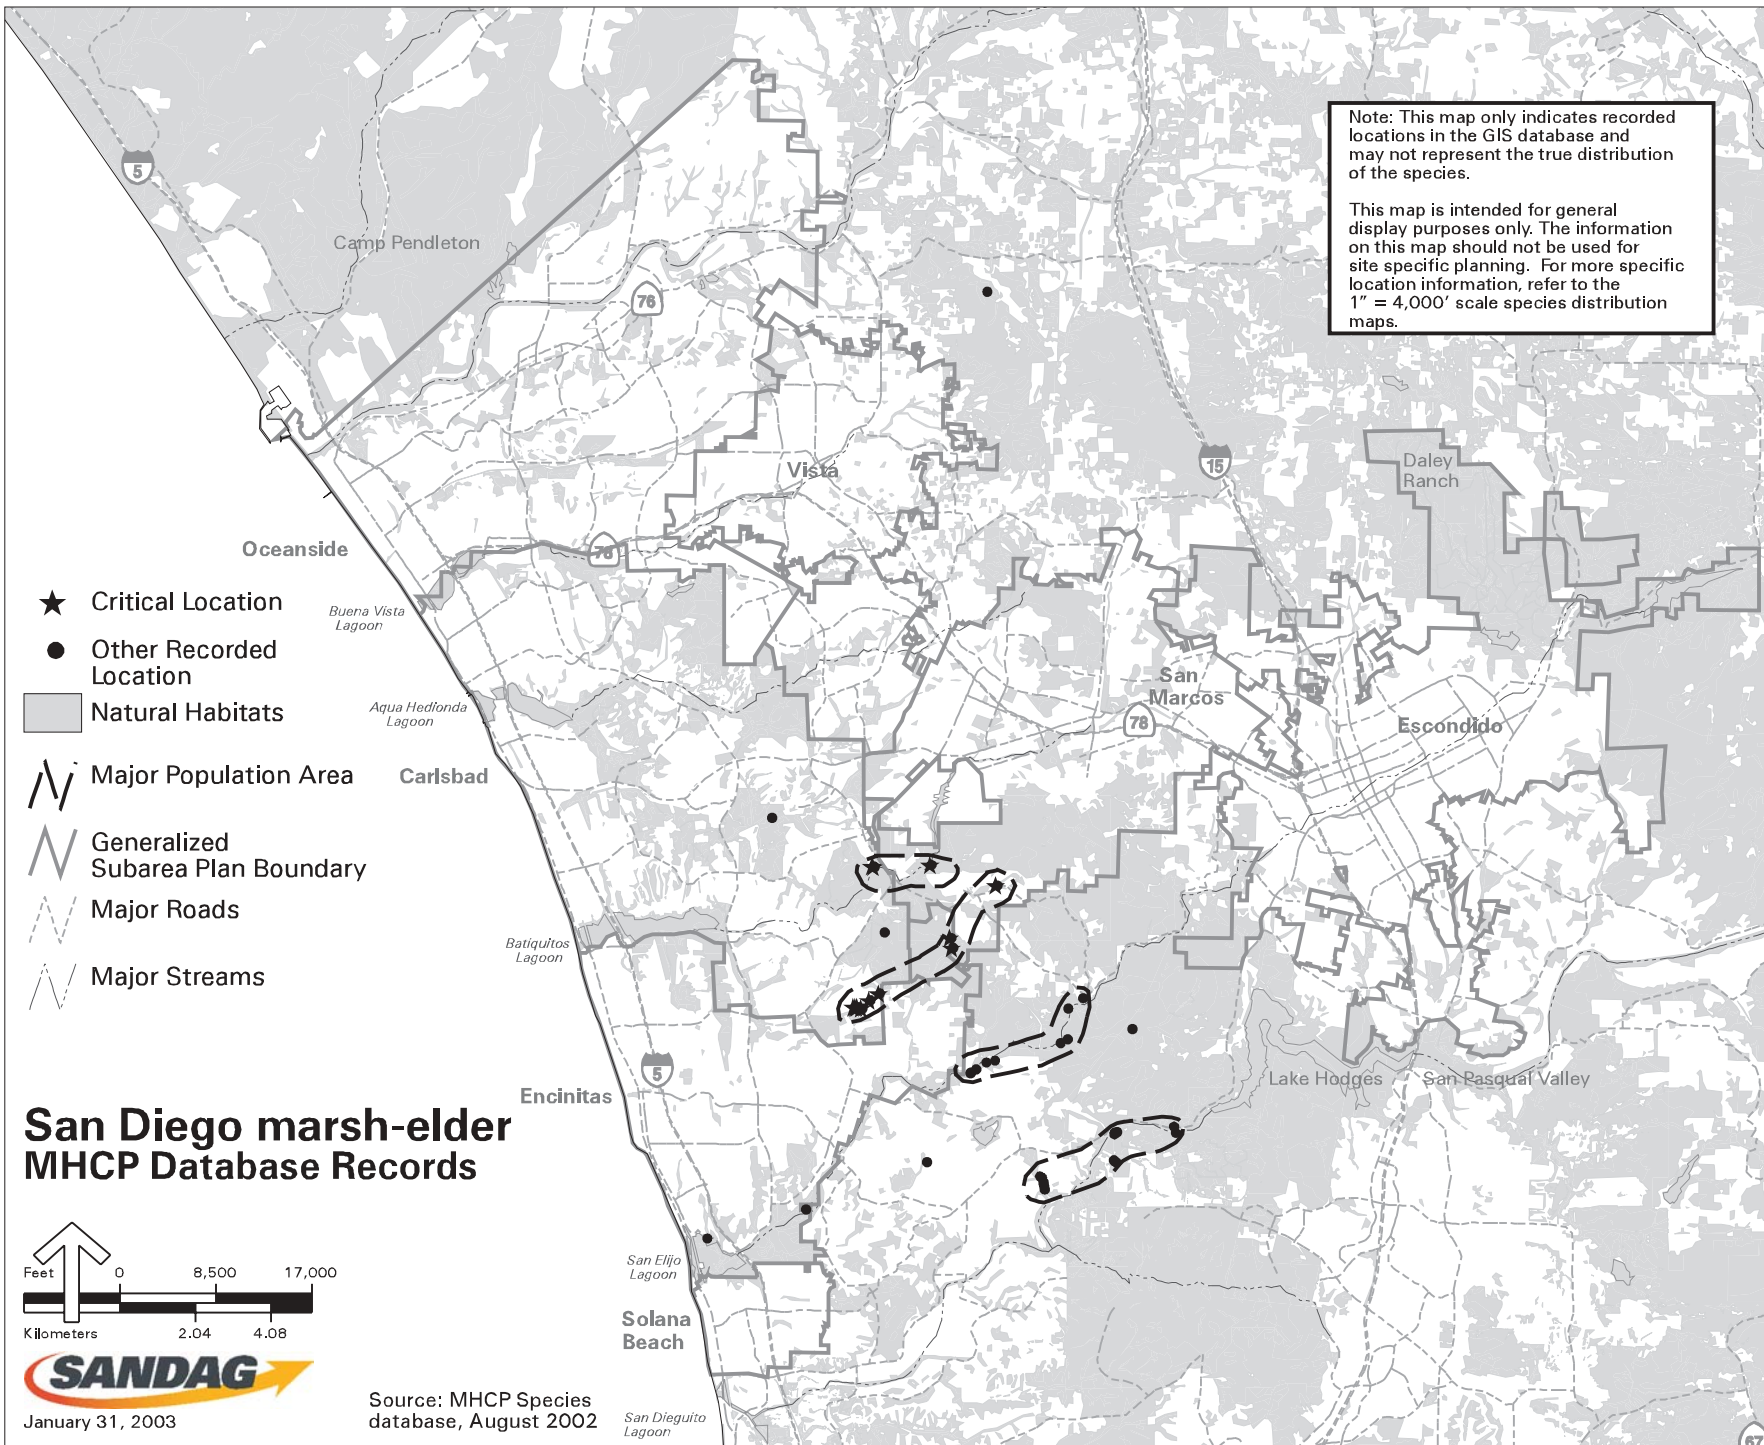 Note: This map only indicates recorded
locations in the GIS database and
may not represent the true distribution
of the species.
This map is intended for general
display purposes only. The information
on this map should not be used for
site specific planning. For more specific
location information, refer to the
1” = 4,000’ scale species distribution
maps.
5
Camp Pendleton
76
15
Daley
Ranch
Vista
Oceanside
78
Critical Location
Buena Vista
Lagoon
Other Recorded
Location
San
Marcos
Natural Habitats
Aqua Hedionda
Lagoon
78
Escondido
Major Population Area
Carlsbad
Generalized
Subarea Plan Boundary
Major Roads
Batiquitos
Lagoon
Major Streams
5
Encinitas
Lake Hodges
San Pasqual Valley
San Diego marsh-elder
MHCP Database Records
San Elijo
Lagoon
Feet 0 8,500 17,000
Kilometers 2.04 4.08
Solana
Beach
SANDAG
January 31, 2003
Source: MHCP Species
database, August 2002
San Dieguito
Lagoon
67